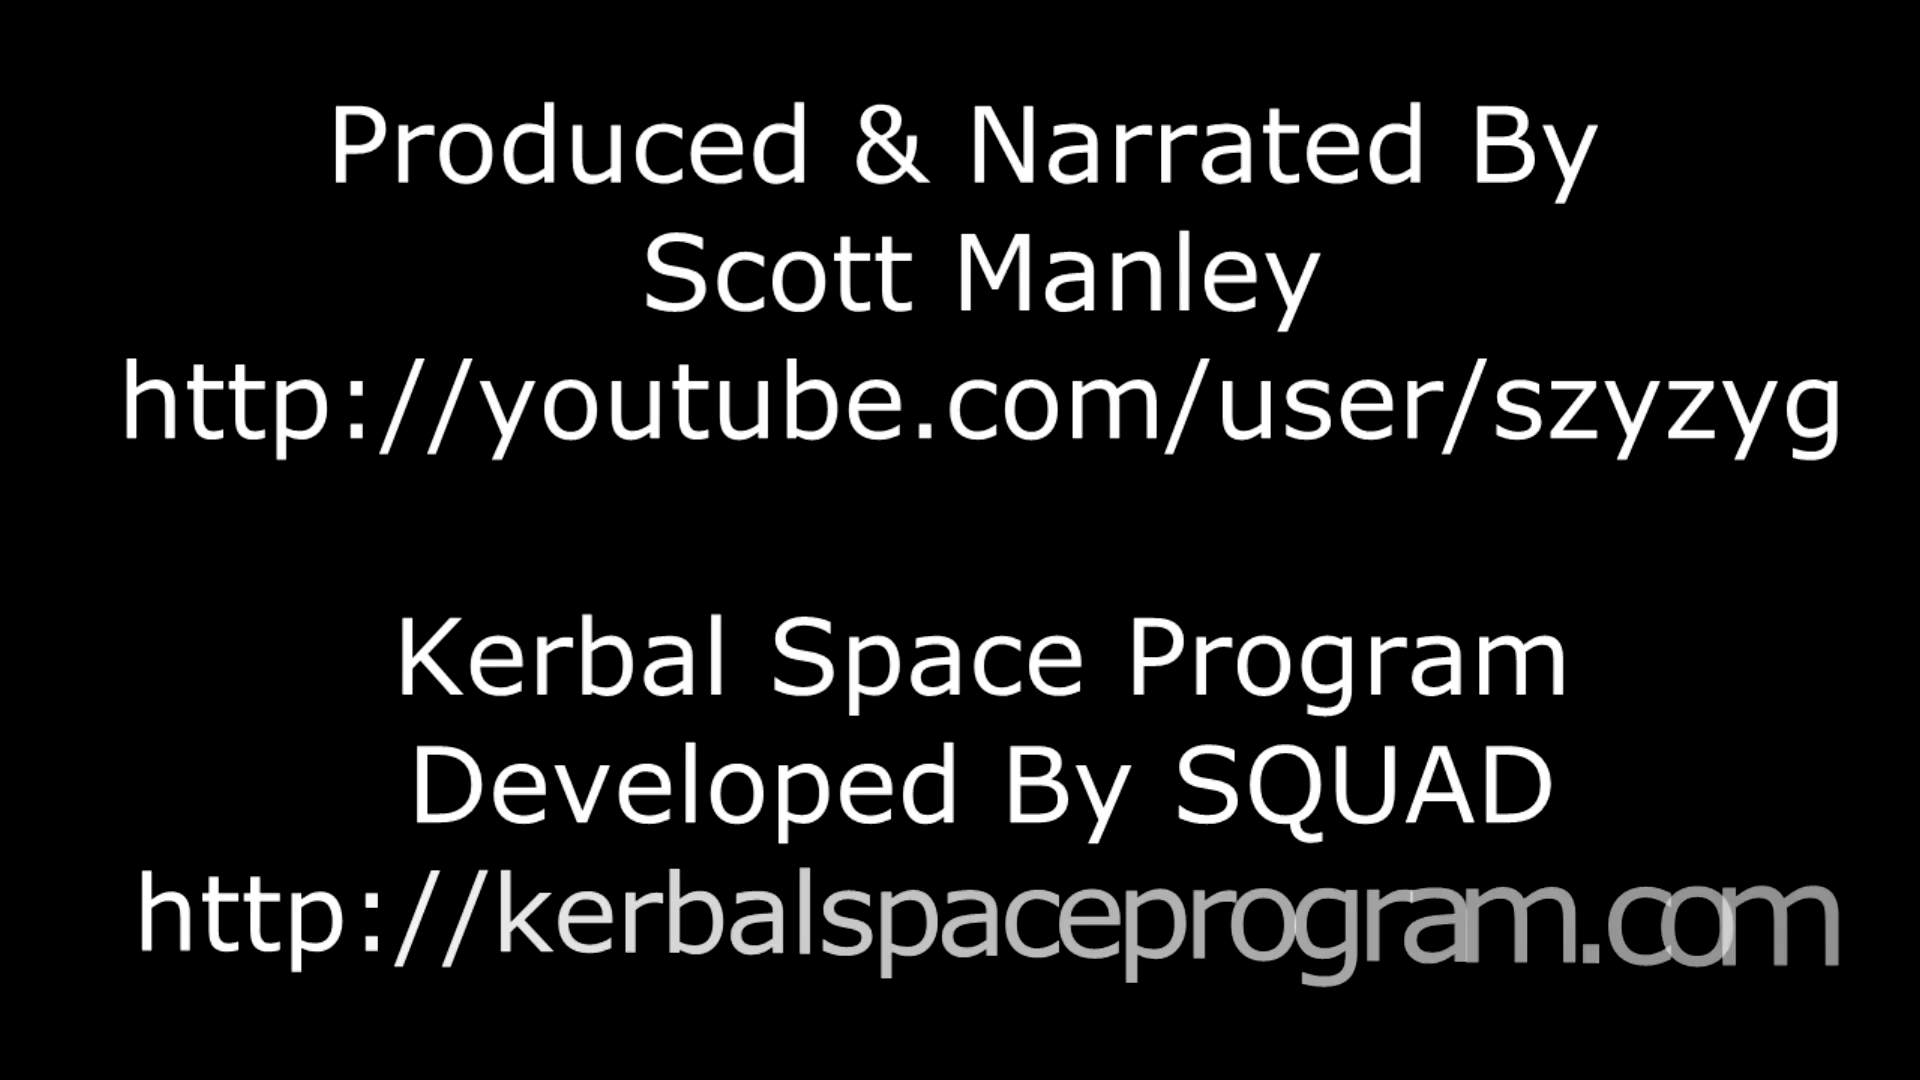 Produced & Narrated By
Scott Manley
http://youtube.com/user/szyzyg
Kerbal Space Program
Developed By SQUAD
http://kerbalspaceprogram.com